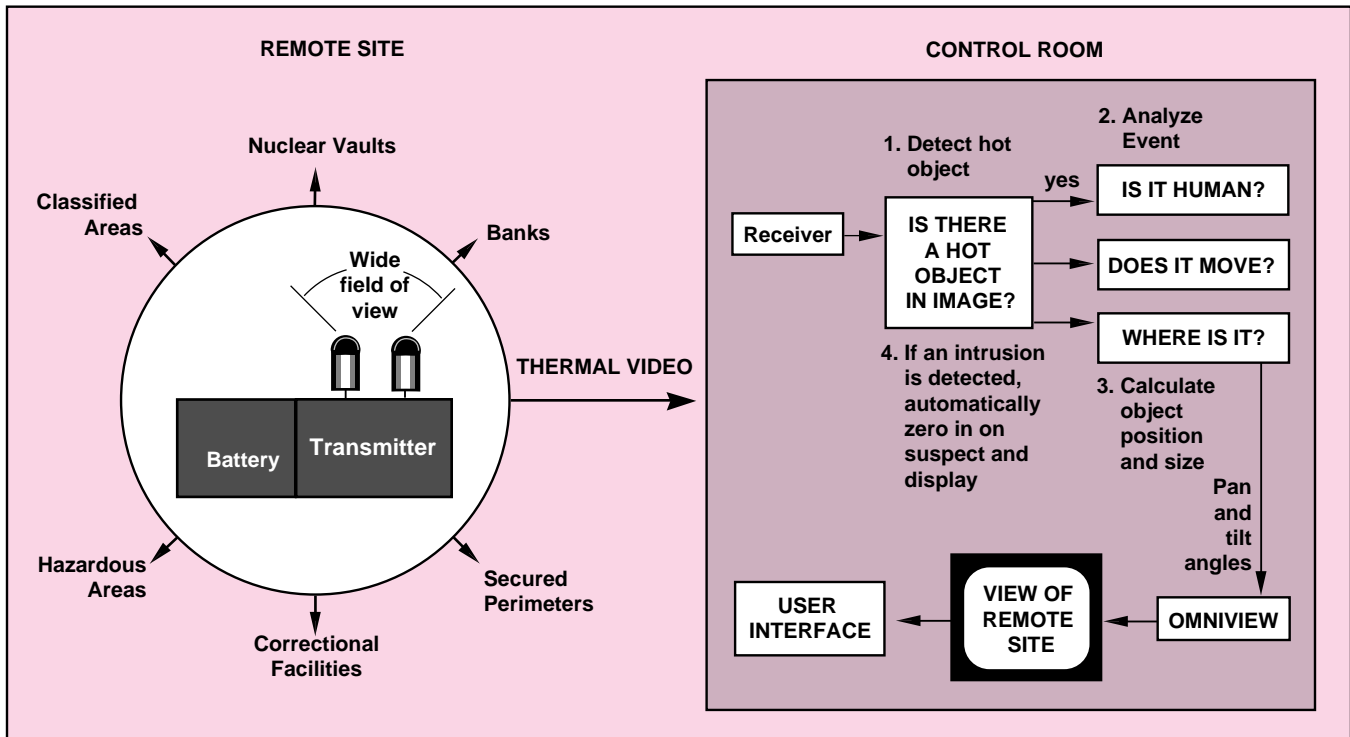 REMOTE SITE
Nuclear Vaults
Classified
Areas
Banks
Wide
field of
view
Battery
Transmitter
Hazardous
Areas
Secured
Perimeters
Correctional
Facilities
THERMAL VIDEO
CONTROL ROOM
Receiver
1. Detect hot
object
IS THERE
A HOT
OBJECT
IN IMAGE?
yes
2. Analyze
Event
IS IT HUMAN?
DOES IT MOVE?
WHERE IS IT?
3. Calculate
object
position
and size
4. If an intrusion
is detected,
automatically
zero in on
suspect and
display
Pan
and
tilt
angles
OMNIVIEW
VIEW OF
REMOTE
SITE
USER
INTERFACE